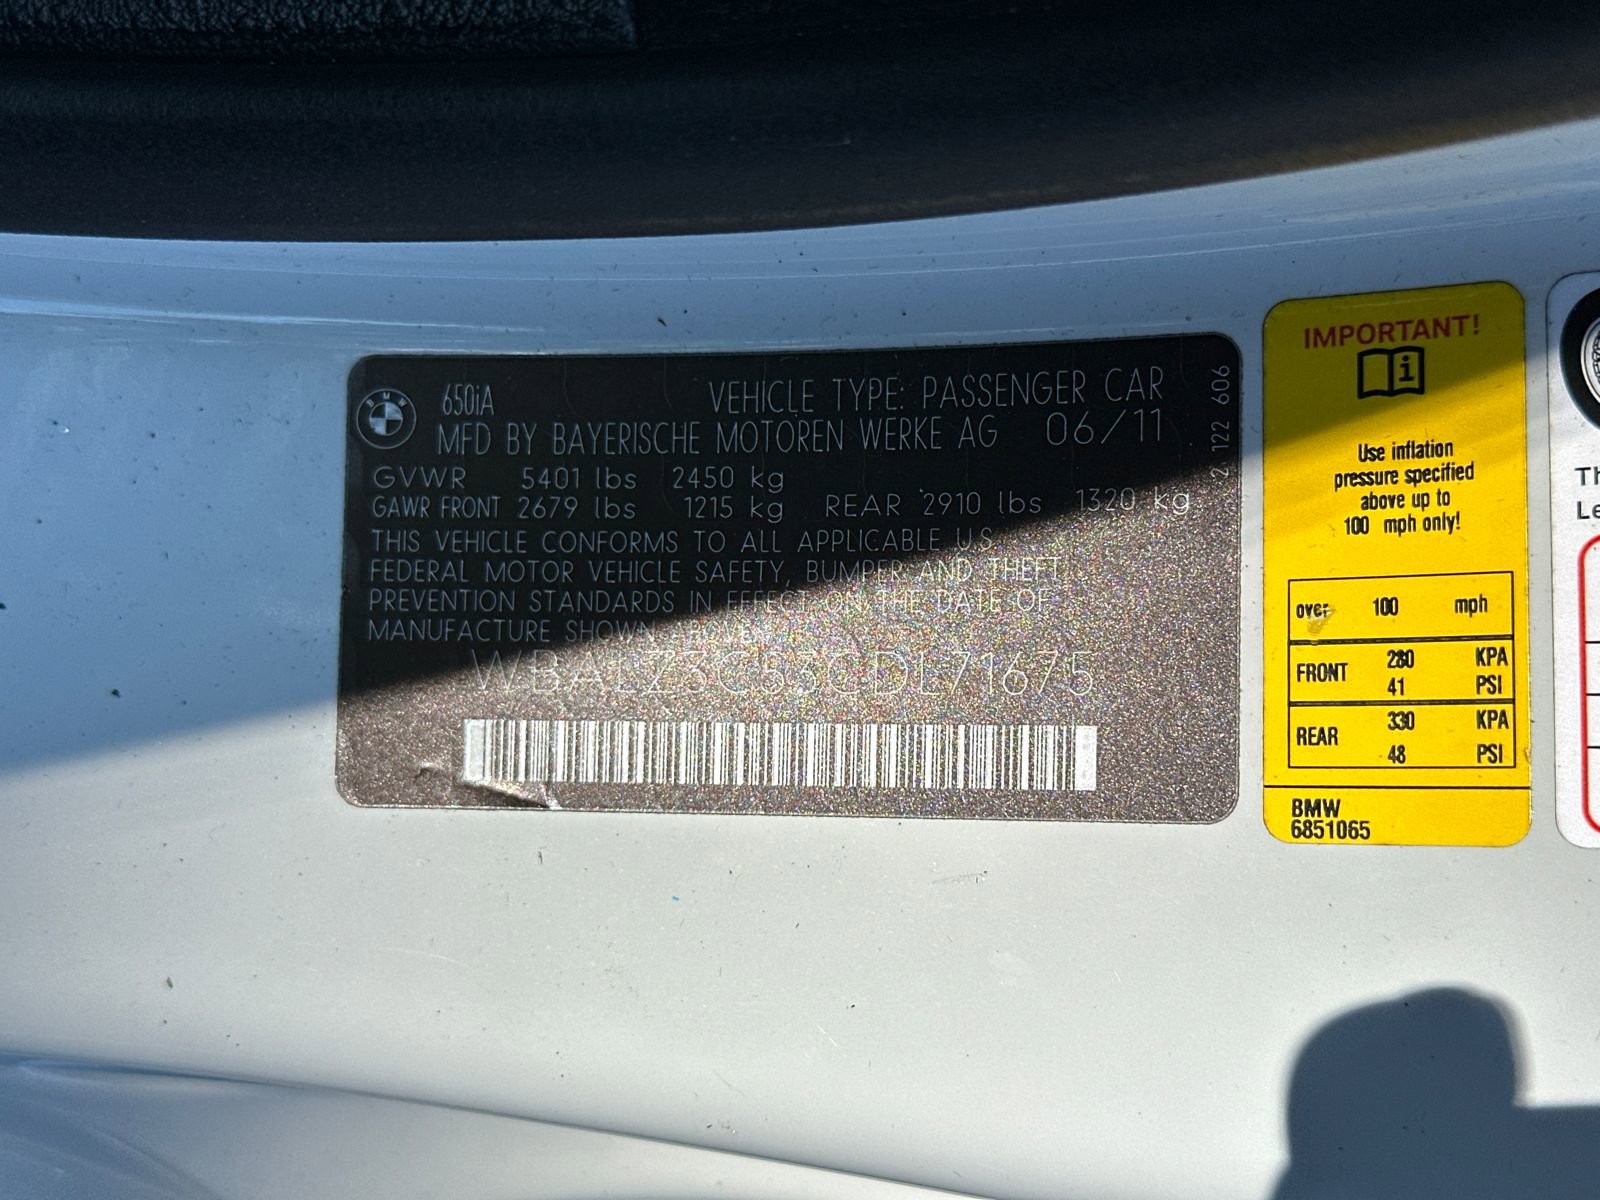 650iA VEHICLE TYPE: PASSENGER CAR
MFD BY BAYERISCHE MOTOREN WERKE AG 06/11
GVWR 5401 lbs 2450 kg
GAWR FRONT 2679 lbs 1215 kg REAR 2910 lbs 1320 kg
THIS VEHICLE CONFORMS TO ALL APPLICABLE U.S.
FEDERAL MOTOR VEHICLE SAFETY, BUMPER AND THEFT
PREVENTION STANDARDS IN EFFECT ON THE DATE OF
MANUFACTURE SHOWN ABOVE
WBALZ3C53CDL71675
2 122 606
BMW
IMPORTANT!
i
Use inflation
pressure specified
above up to
100 mph only!
over 100 mph
FRONT 280 KPA
41 PSI
REAR 330 KPA
48 PSI
BMW
6851065
Th
Le